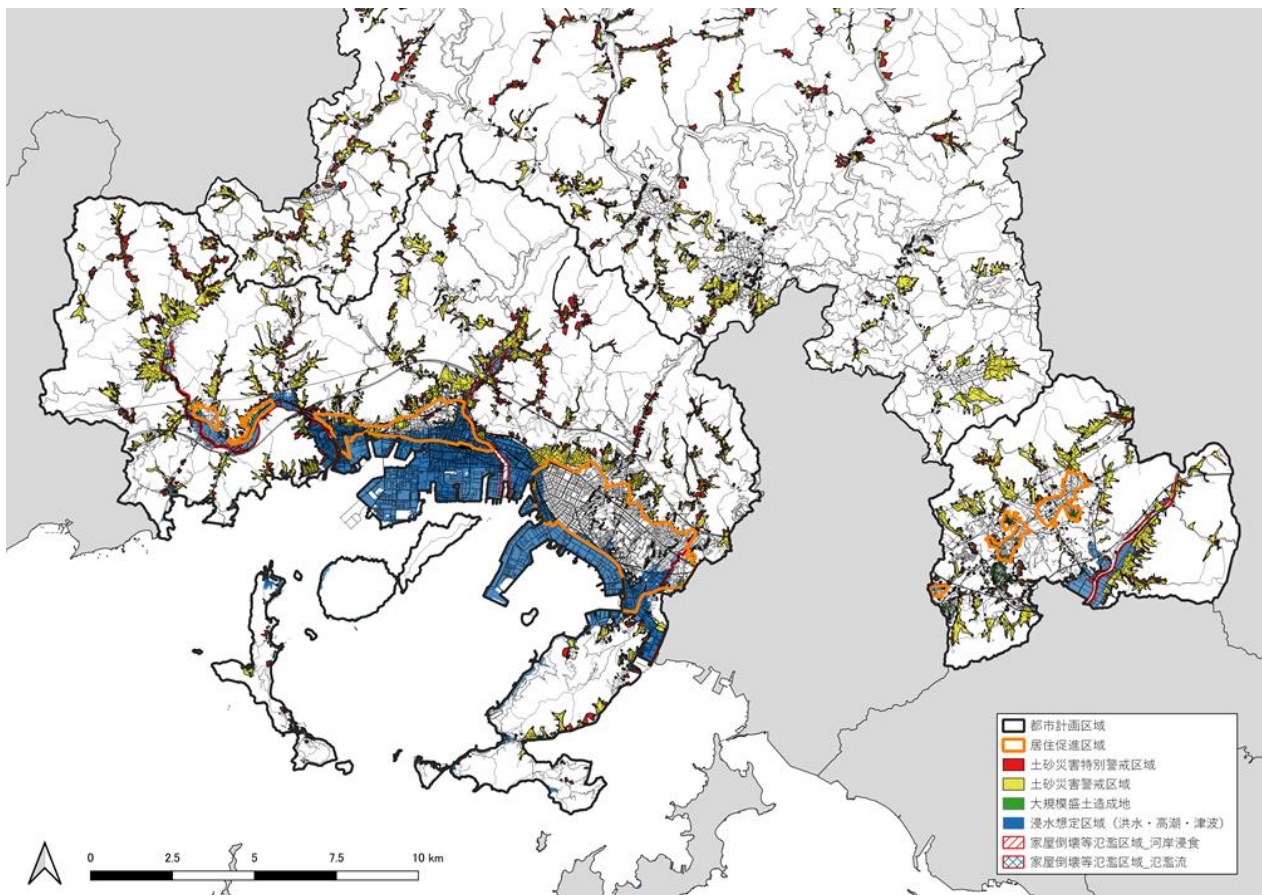 都市計画区域
居住促進区域
土砂災害特別警戒区域
土砂災害警戒区域
大規模盛土造成地
浸水想定区域（洪水・高潮・津波）
家屋倒壊等氾濫区域_河岸浸食
家屋倒壊等氾濫区域_氾濫流
0 2.5 5 7.5 10 km